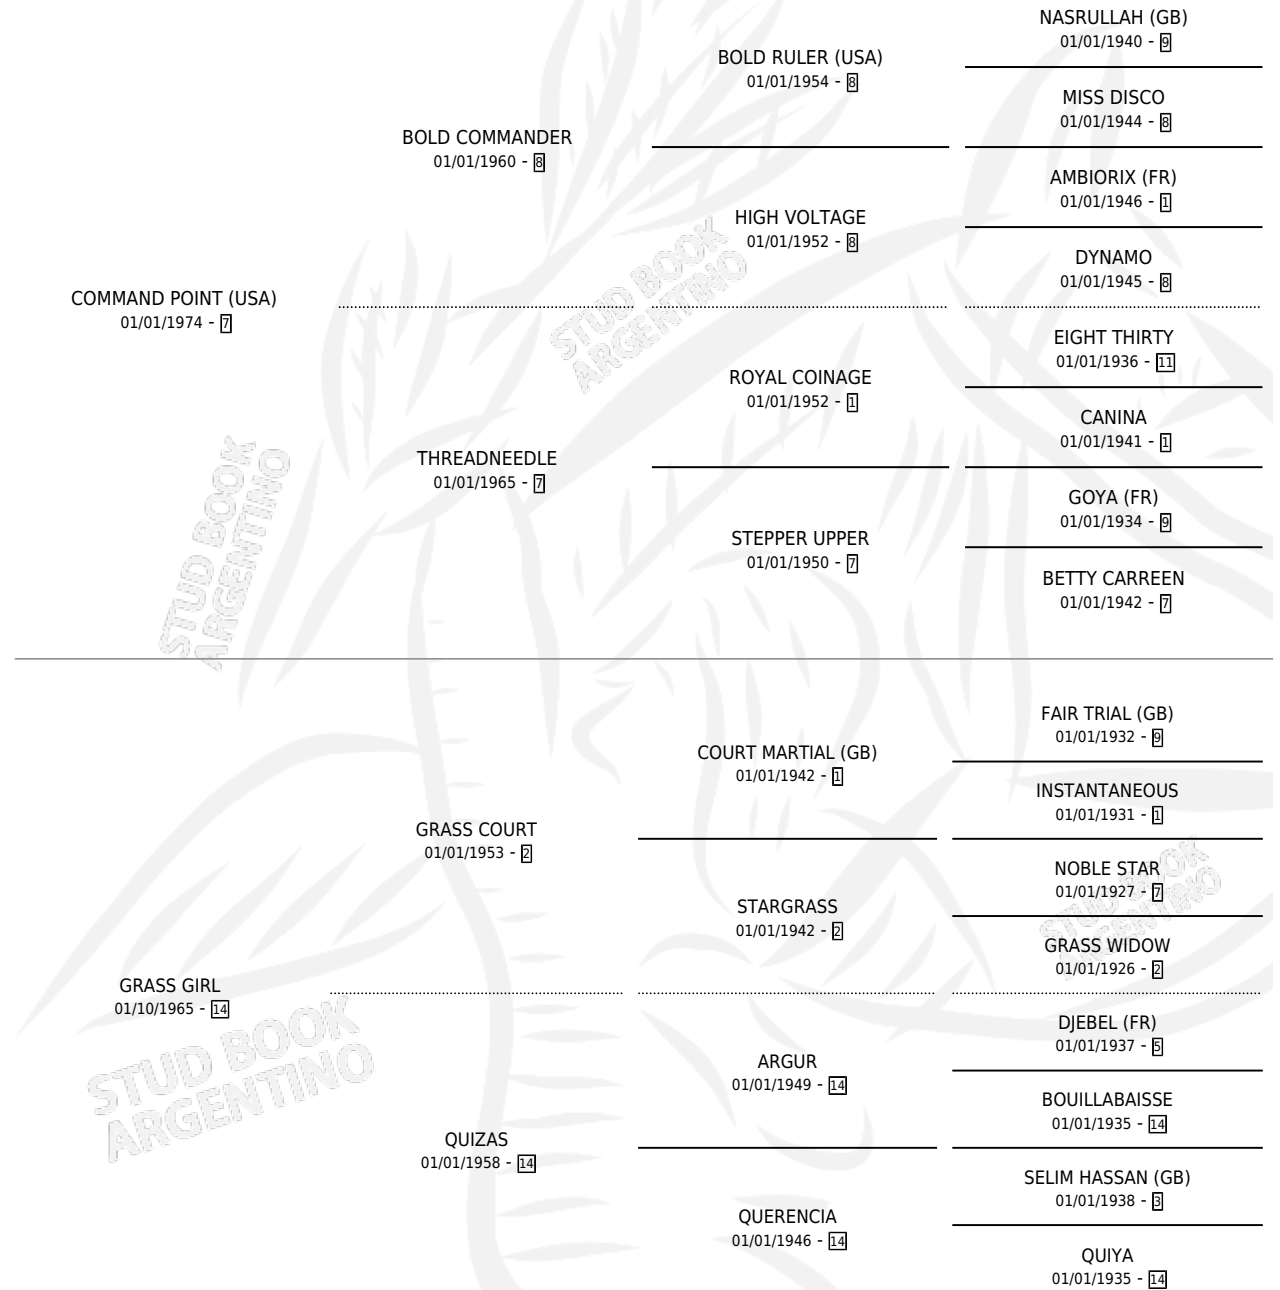 NASRULLAH (GB)
01/01/1940 - 9
BOLD RULER (USA)
01/01/1954 - 8
MISS DISCO
01/01/1944 - 8
BOLD COMMANDER
01/01/1960 - 8
AMBIORIX (FR)
01/01/1946 - 1
HIGH VOLTAGE
01/01/1952 - 8
DYNAMO
01/01/1945 - 8
COMMAND POINT (USA)
01/01/1974 - 7
EIGHT THIRTY
01/01/1936 - 11
ROYAL COINAGE
01/01/1952 - 1
CANINA
01/01/1941 - 1
THREADNEEDLE
01/01/1965 - 7
GOYA (FR)
01/01/1934 - 9
STEPPER UPPER
01/01/1950 - 7
BETTY CARREEN
01/01/1942 - 7
FAIR TRIAL (GB)
01/01/1932 - 9
COURT MARTIAL (GB)
01/01/1942 - 1
INSTANTANEOUS
01/01/1931 - 1
GRASS COURT
01/01/1953 - 2
NOBLE STAR
01/01/1927 - 7
STARGRASS
01/01/1942 - 2
GRASS WIDOW
01/01/1926 - 2
GRASS GIRL
01/10/1965 - 14
DJEBEL (FR)
01/01/1937 - 5
ARGUR
01/01/1949 - 14
BOUILLABAISSE
01/01/1935 - 14
QUIZAS
01/01/1958 - 14
SELIM HASSAN (GB)
01/01/1938 - 3
QUERENCIA
01/01/1946 - 14
QUIYA
01/01/1935 - 14
STUD BOOK
ARGENTINO
STUD BOOK
ARGENTINO
STUD BOOK
ARGENTINO
STUD BOOK
ARGENTINO